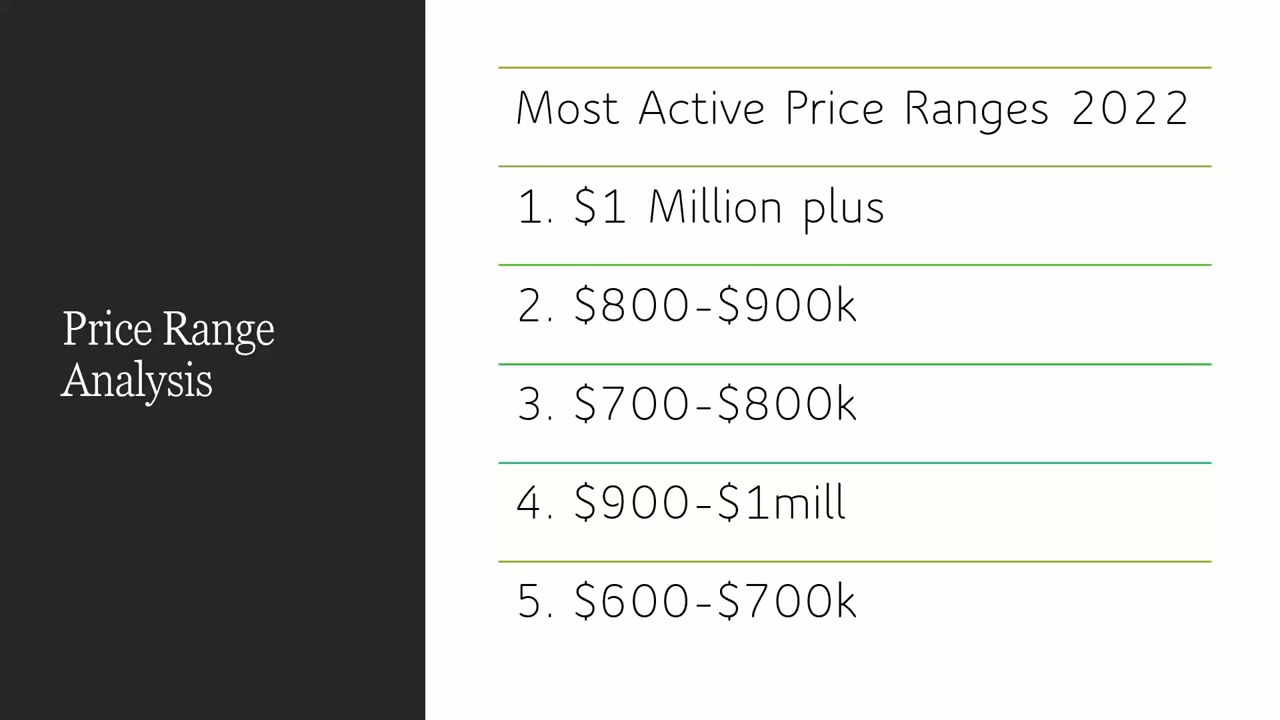 Price Range
Analysis
Most Active Price Ranges 2022
1. $1 Million plus
2. $800-$900k
3. $700-$800k
4. $900-$1mill
5. $600-$700k